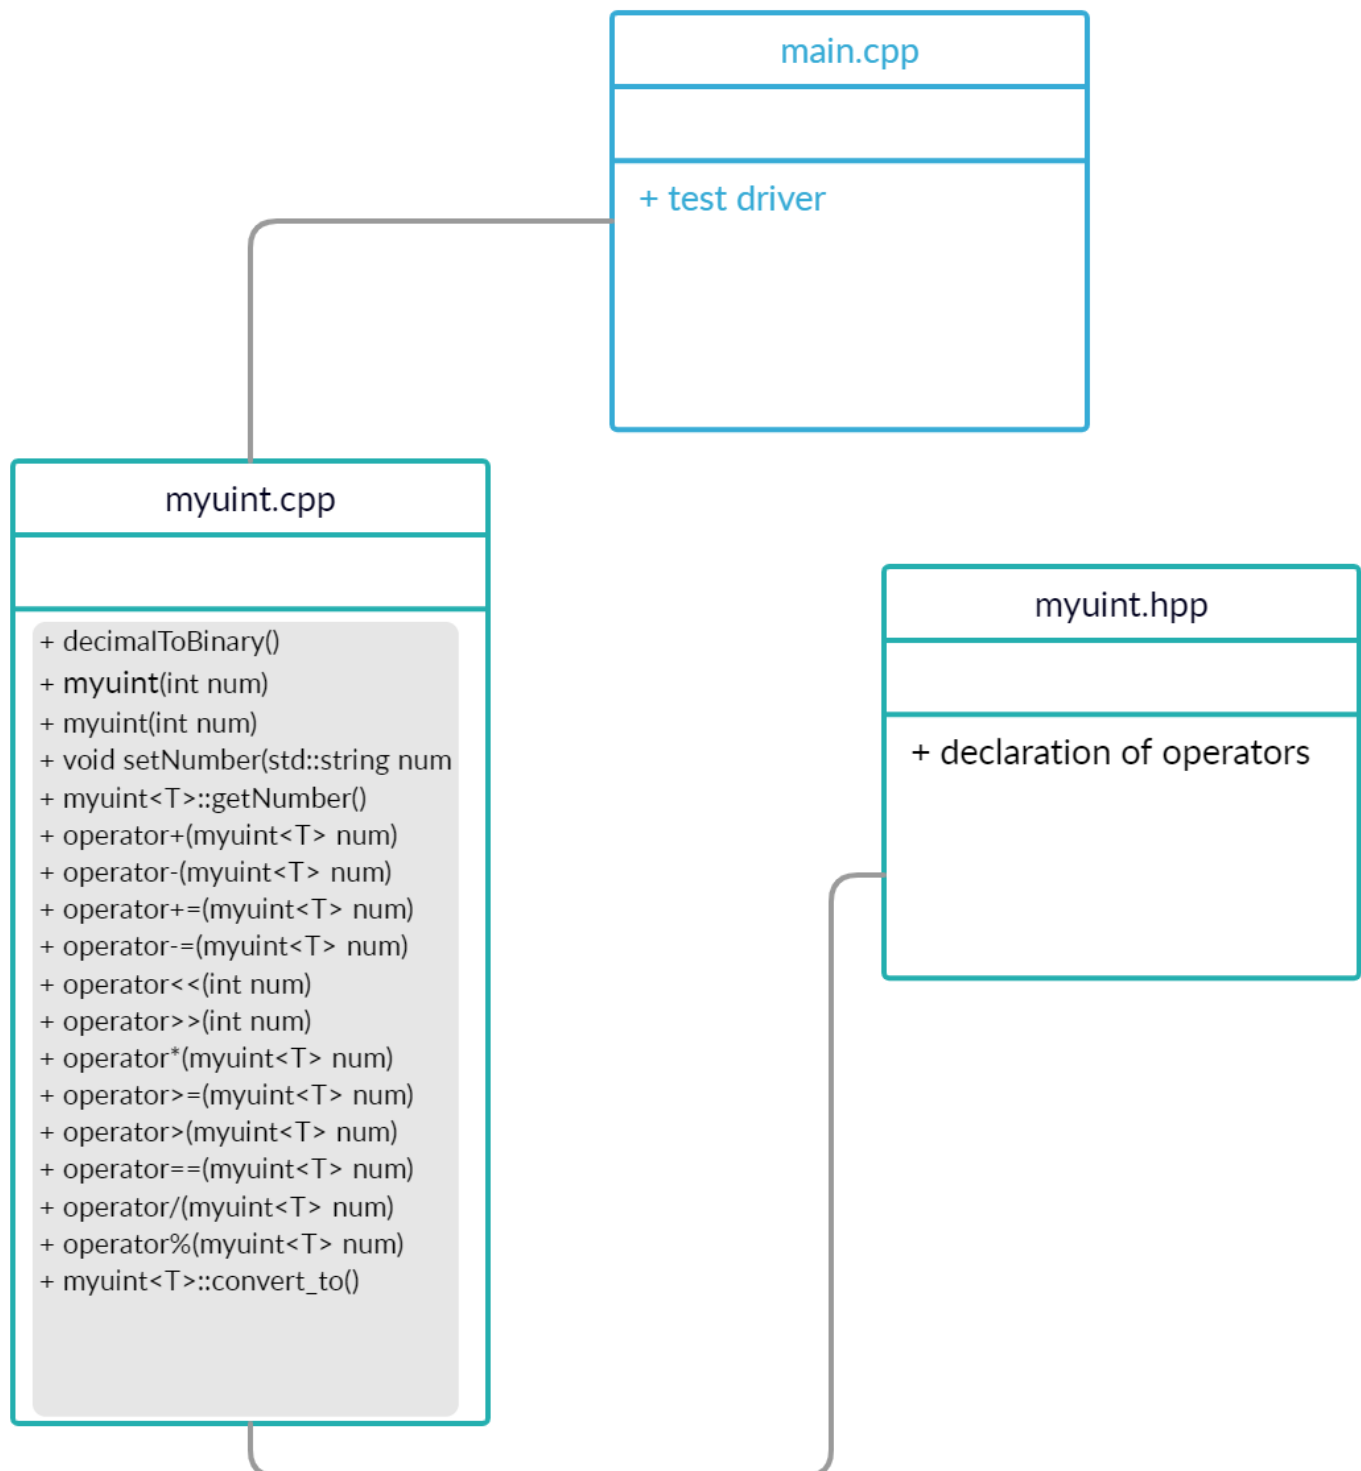 main.cpp
+ test driver
myuint.cpp
+ decimalToBinary()
+ myuint(int num)
+ myuint(int num)
+ void setNumber(std::string num
+ myuint<T>::getNumber()
+ operator+(myuint<T> num)
+ operator-(myuint<T> num)
+ operator+=(myuint<T> num)
+ operator-=(myuint<T> num)
+ operator<<(int num)
+ operator>>(int num)
+ operator*(myuint<T> num)
+ operator>=(myuint<T> num)
+ operator>(myuint<T> num)
+ operator==(myuint<T> num)
+ operator/(myuint<T> num)
+ operator%(myuint<T> num)
+ myuint<T>::convert_to()
myuint.hpp
+ declaration of operators